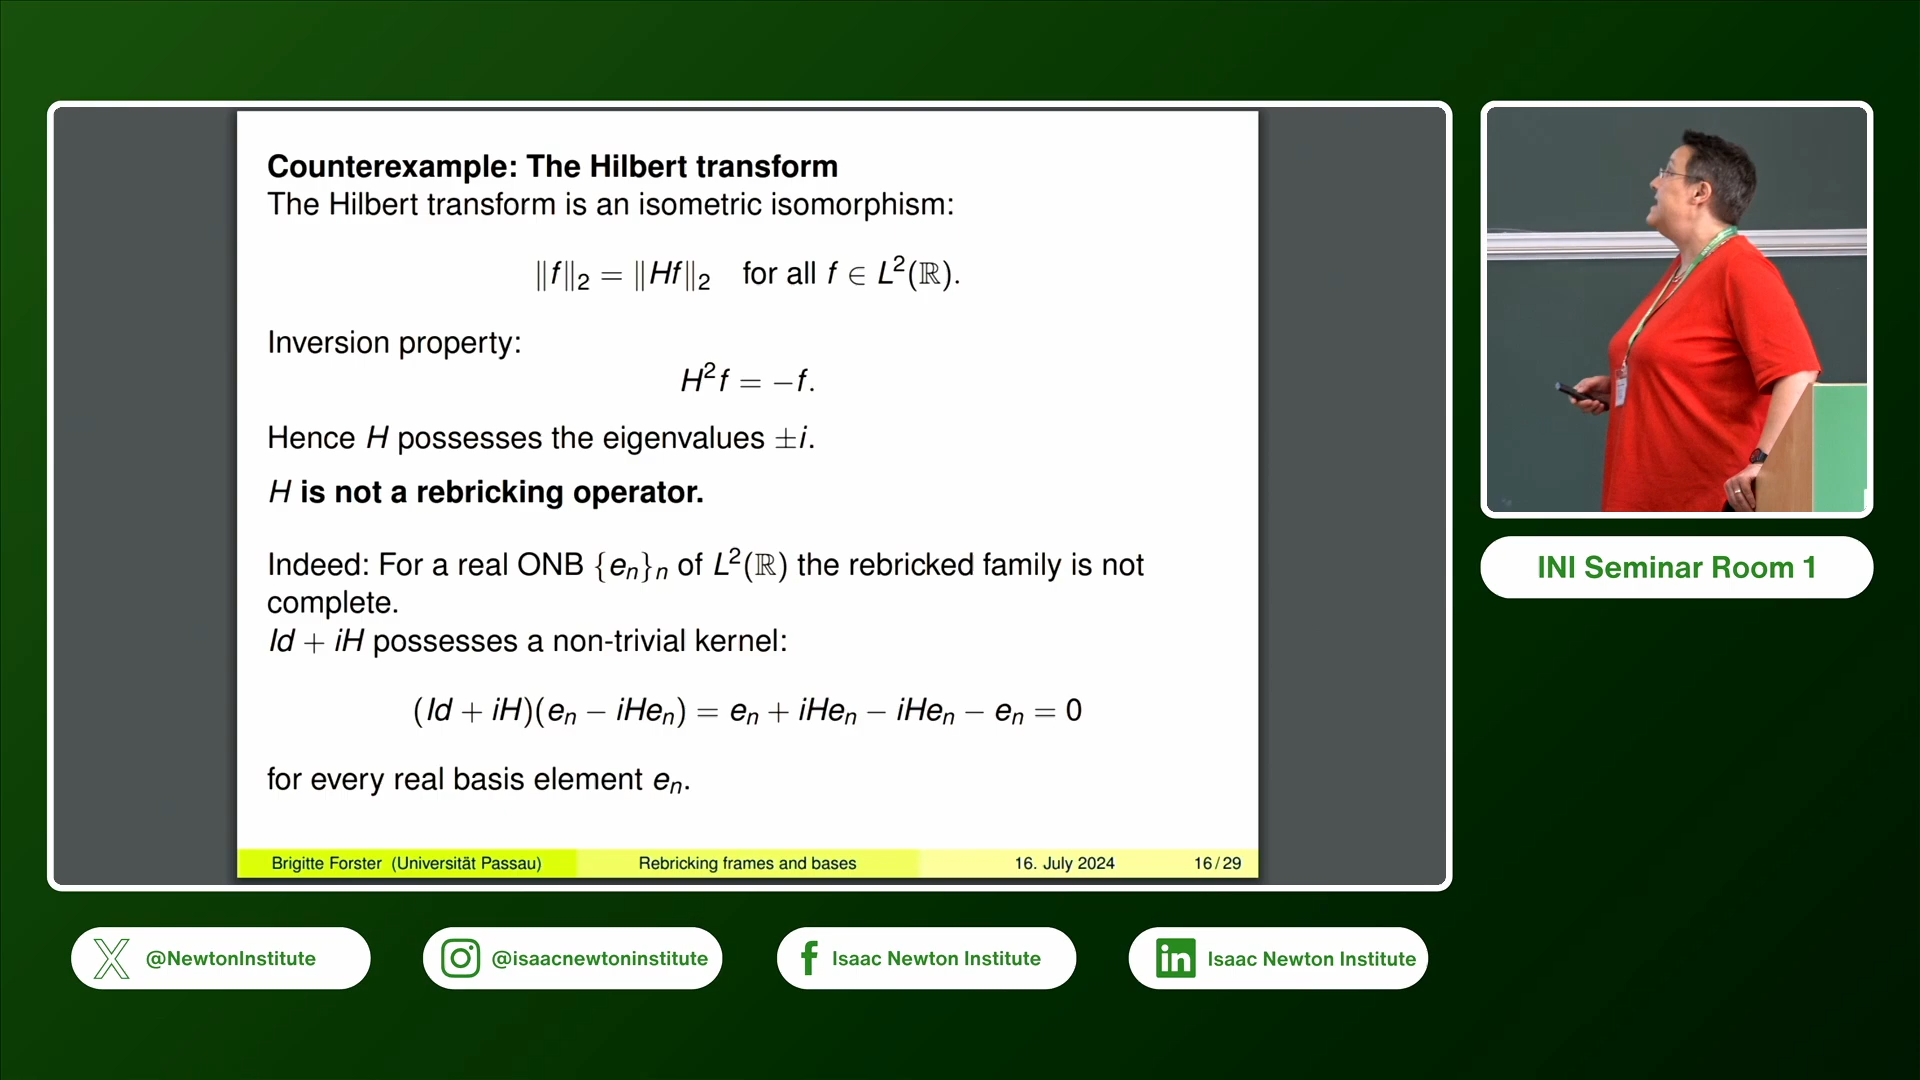 Counterexample: The Hilbert transform
The Hilbert transform is an isometric isomorphism:
‖f‖₂ = ‖Hf‖₂ for all f ∈ L²(ℝ).
Inversion property:
H²f = −f.
Hence H possesses the eigenvalues ±i.
H is not a rebricking operator.
Indeed: For a real ONB {eₙ}ₙ of L²(ℝ) the rebricked family is not
complete.
Id + iH possesses a non-trivial kernel:
(Id + iH)(eₙ − iHeₙ) = eₙ + iHeₙ − iHeₙ − eₙ = 0
for every real basis element eₙ.
Brigitte Forster (Universität Passau) Rebricking frames and bases 16. July 2024 16 / 29
INI Seminar Room 1
@NewtonInstitute
@isaacnewtoninstitute
Isaac Newton Institute
Isaac Newton Institute